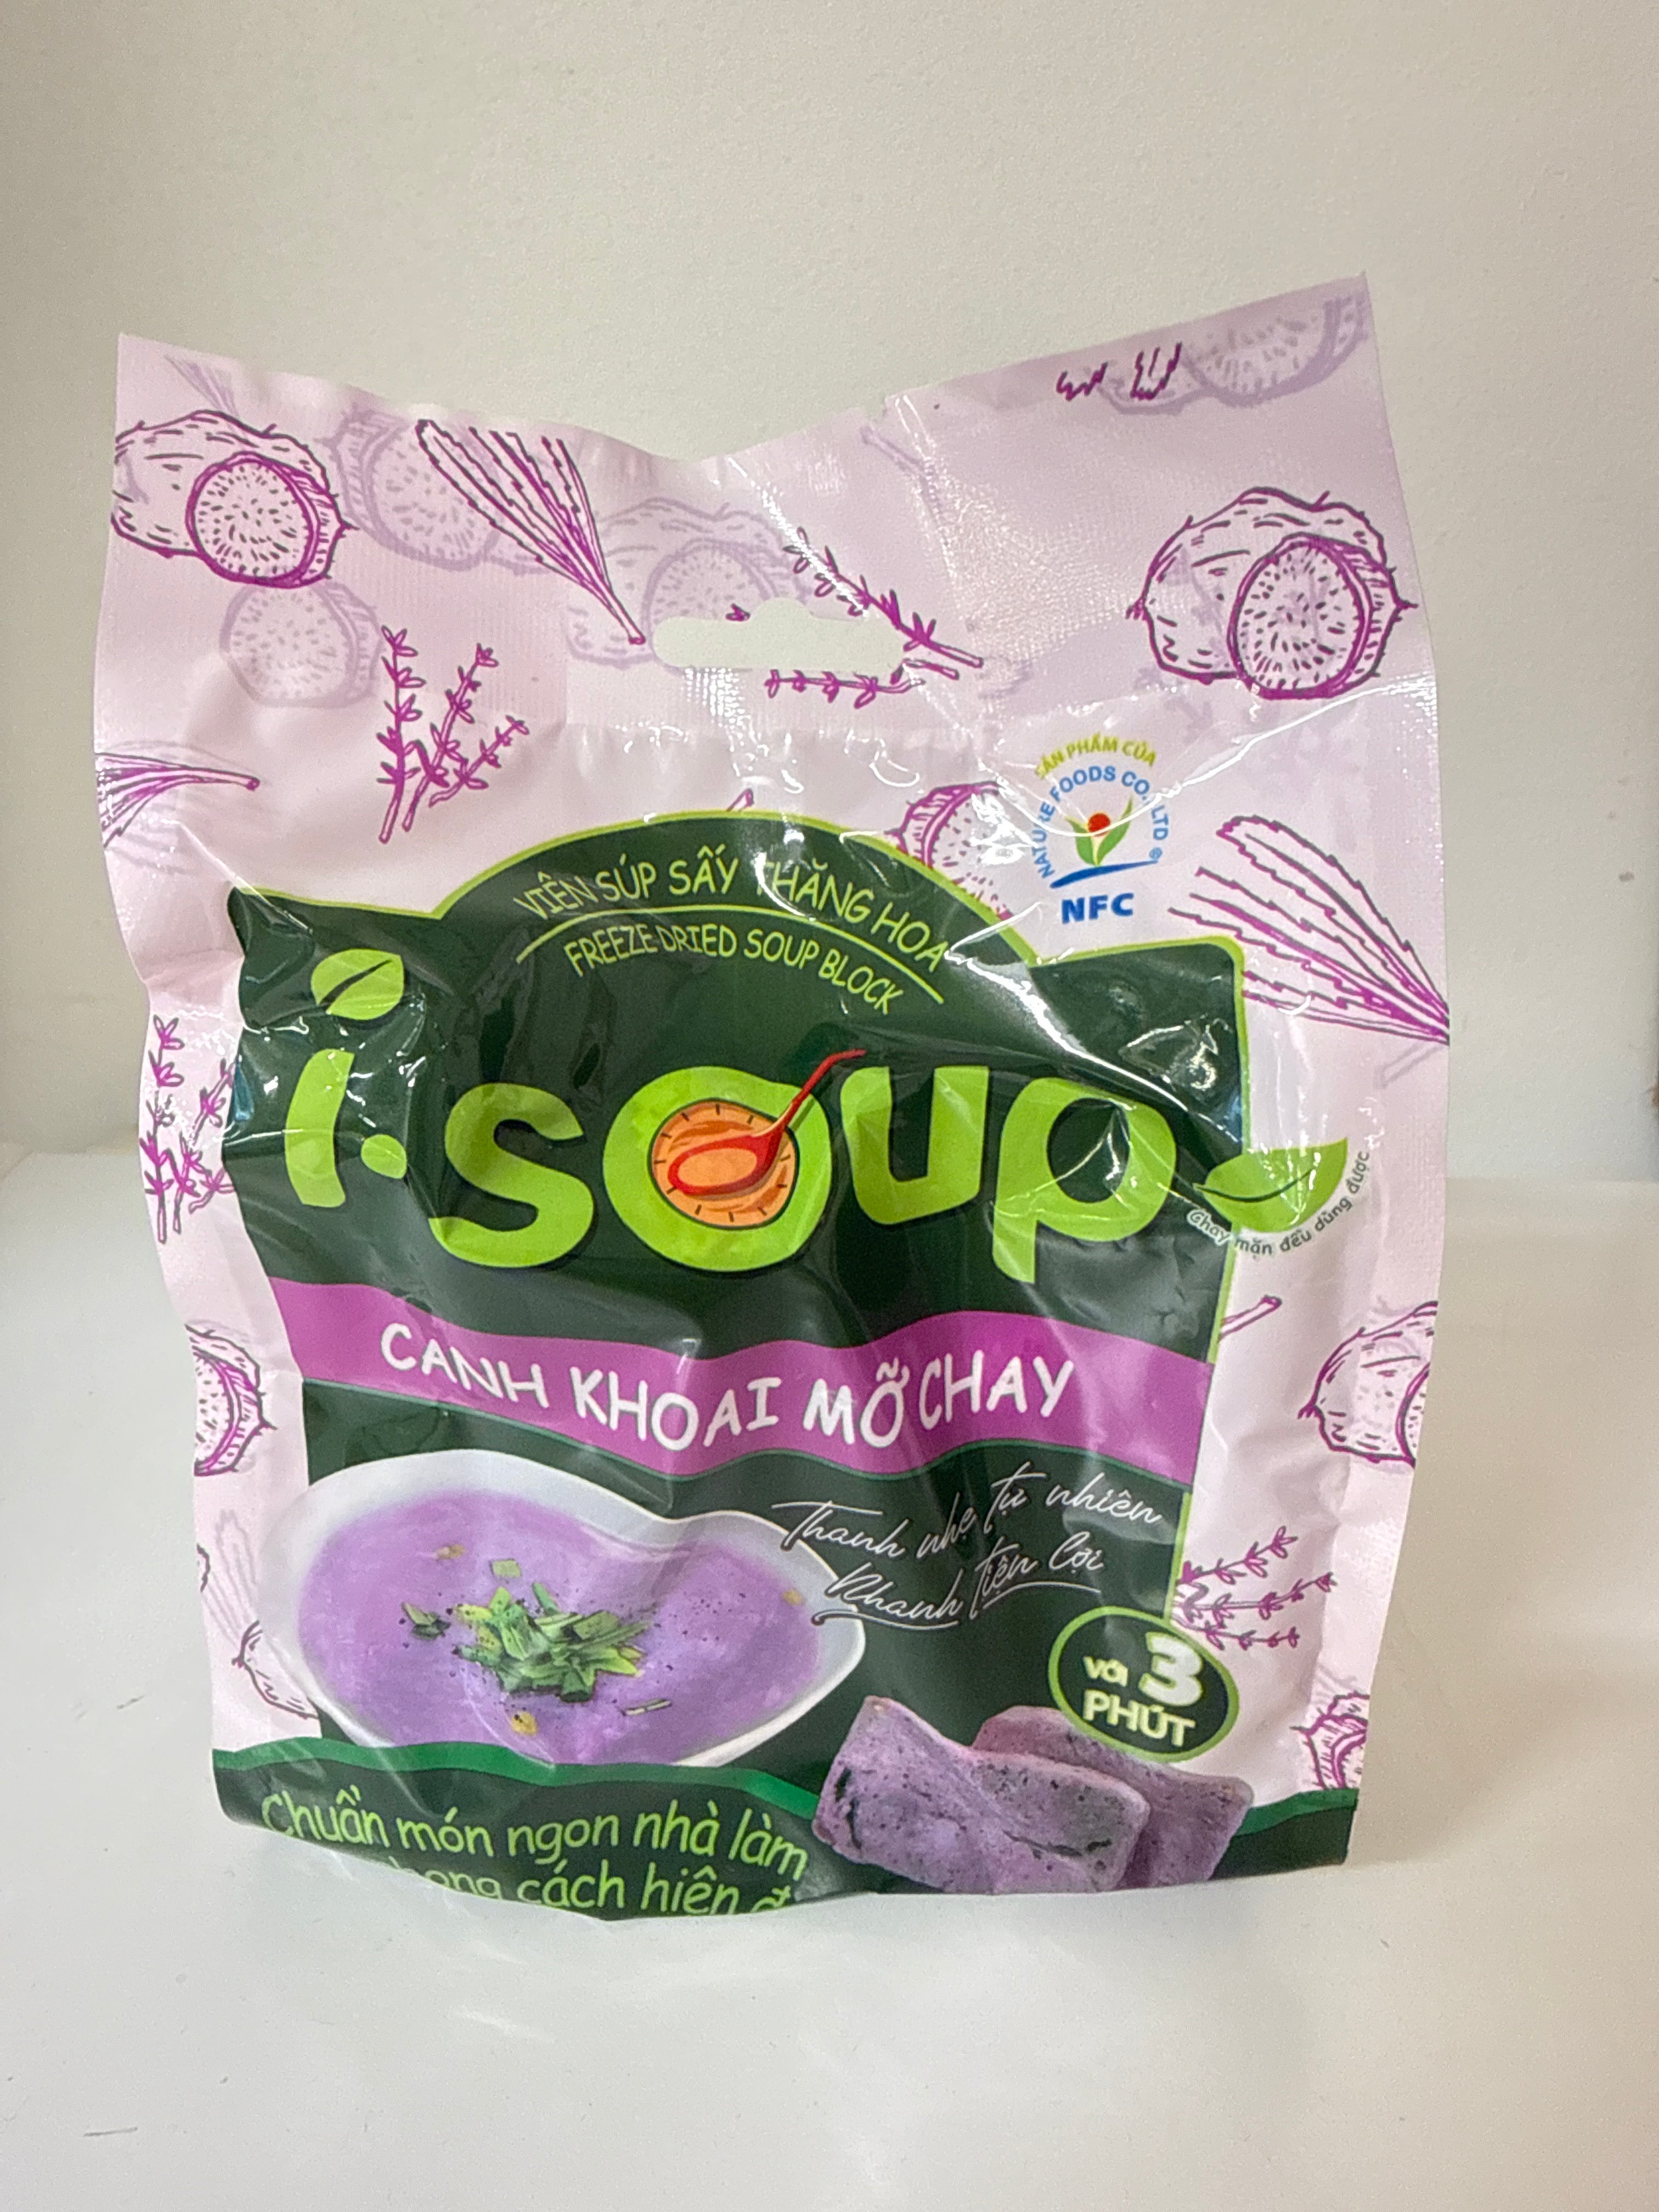 SẢN PHẨM CỦA
NATURE FOODS CO., LTD ®
NFC
VIÊN SÚP SẤY THĂNG HOA
FREEZE DRIED SOUP BLOCK
i.soup
Chay mặn đều dùng được
CANH KHOAI MỠ CHAY
Thanh nhẹ tự nhiên
Nhanh tiện lợi
VỚI 3
PHÚT
Chuẩn món ngon nhà làm
cách hiện